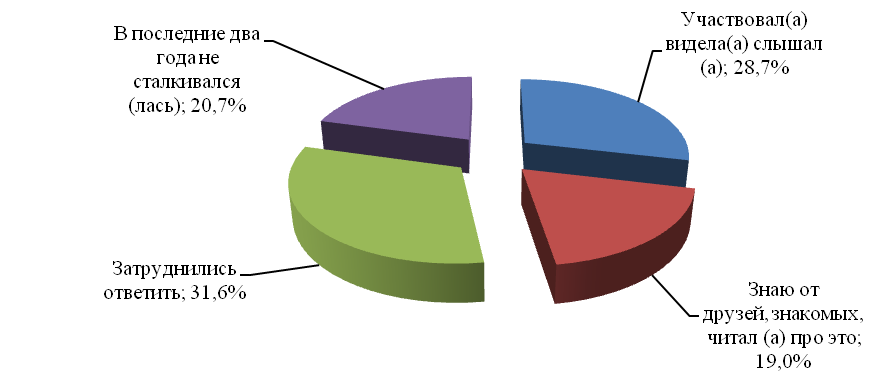 В последние два
года не
сталкивался
(лась); 20,7%
Участвовал(а)
видела(а) слышал
(а); 28,7%
Затруднились
ответить; 31,6%
Знаю от
друзей, знакомых,
читал (а) про это;
19,0%